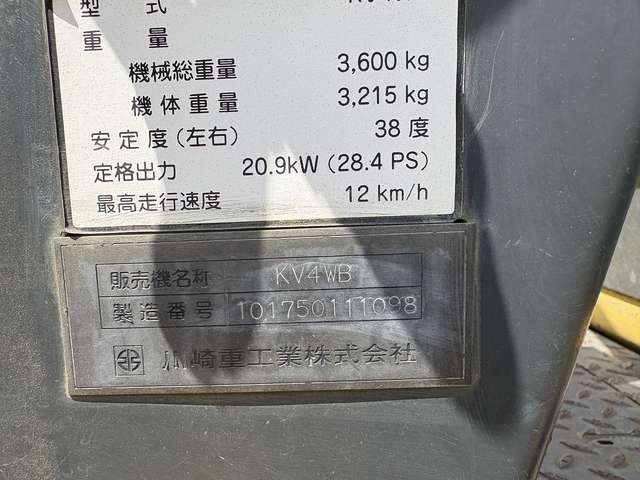 型 式
重 量
機械総重量 3,600 kg
機体重量 3,215 kg
安定度(左右) 38 度
定格出力 20.9kW (28.4 PS)
最高走行速度 12 km/h
販売機名称 KV4WB
製造番号 101750111098
川崎重工業株式会社